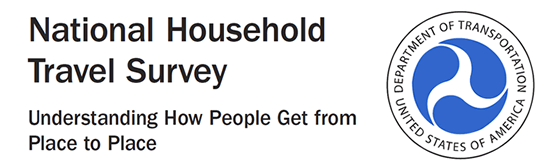 National Household
Travel Survey
Understanding How People Get from
Place to Place
DEPARTMENT OF TRANSPORTATION
UNITED STATES OF AMERICA